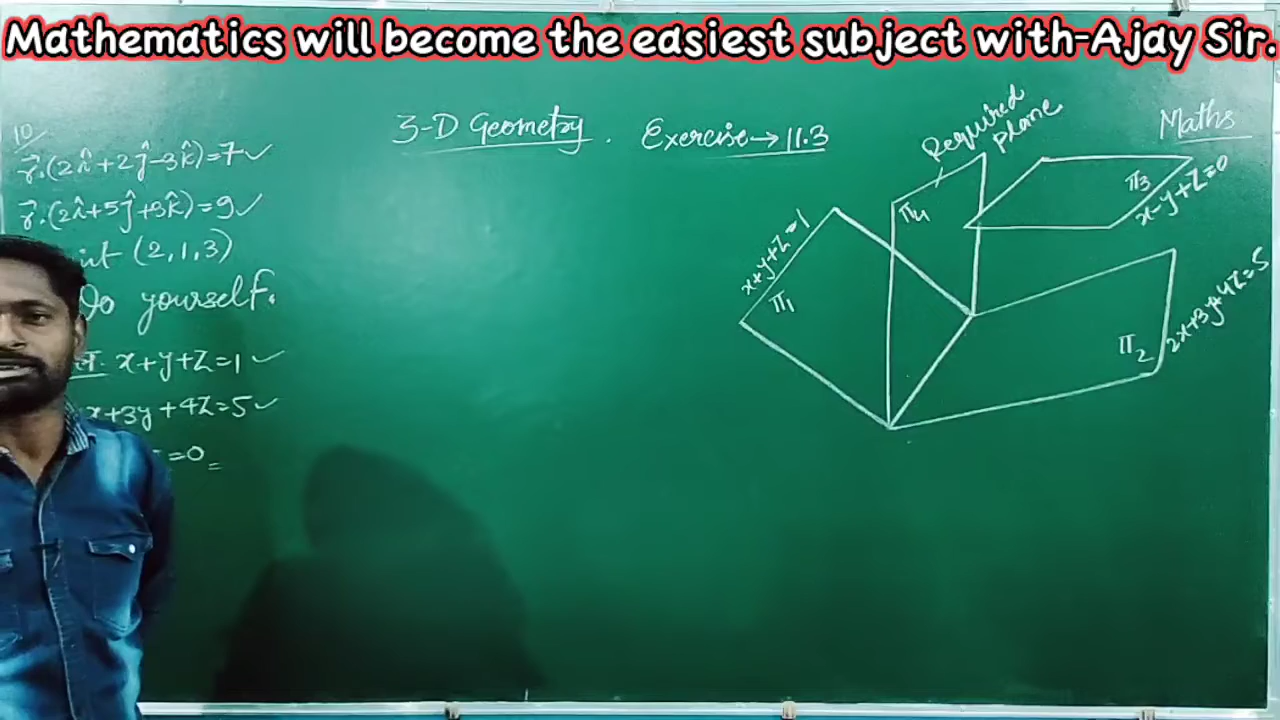 Mathematics will become the easiest subject with-Ajay Sir.
3-D Geometry. Exercise→11.3
Maths
10
r⃗.(2î+2ĵ-3k̂)=7✓
r⃗.(2î+5ĵ+3k̂)=9✓
(2,1,3)
yourself.
x+y+z=1✓
x+3y+4z=5✓
=0
Required plane
π4
π3
x-y+z=0
x+y+z=1
π1
π2
2x+3y+4z=5